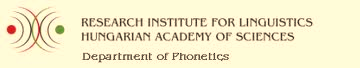 RESEARCH INSTITUTE FOR LINGUISTICS
HUNGARIAN ACADEMY OF SCIENCES
Department of Phonetics